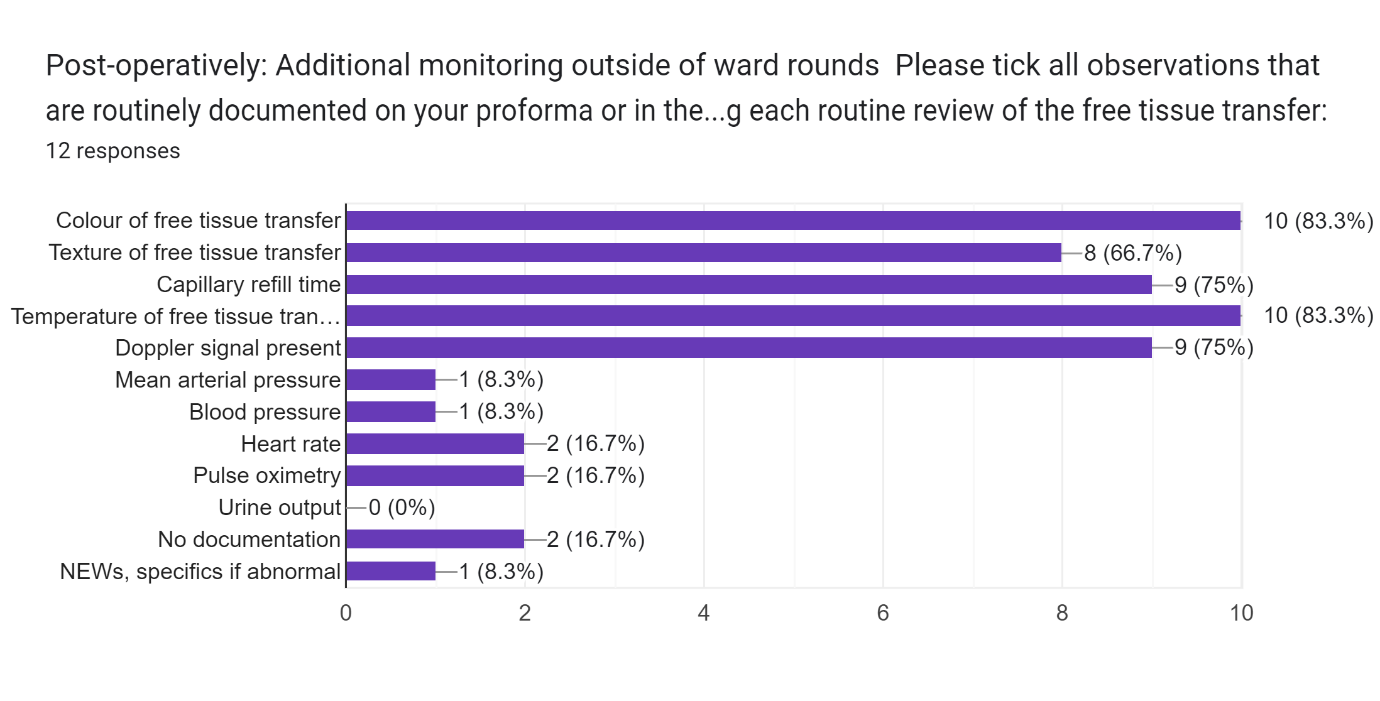 Post-operatively: Additional monitoring outside of ward rounds  Please tick all observations that
are routinely documented on your proforma or in the...g each routine review of the free tissue transfer:
12 responses
Colour of free tissue transfer 10 (83.3%)
Texture of free tissue transfer 8 (66.7%)
Capillary refill time 9 (75%)
Temperature of free tissue tran… 10 (83.3%)
Doppler signal present 9 (75%)
Mean arterial pressure 1 (8.3%)
Blood pressure 1 (8.3%)
Heart rate 2 (16.7%)
Pulse oximetry 2 (16.7%)
Urine output 0 (0%)
No documentation 2 (16.7%)
NEWs, specifics if abnormal 1 (8.3%)
0 2 4 6 8 10